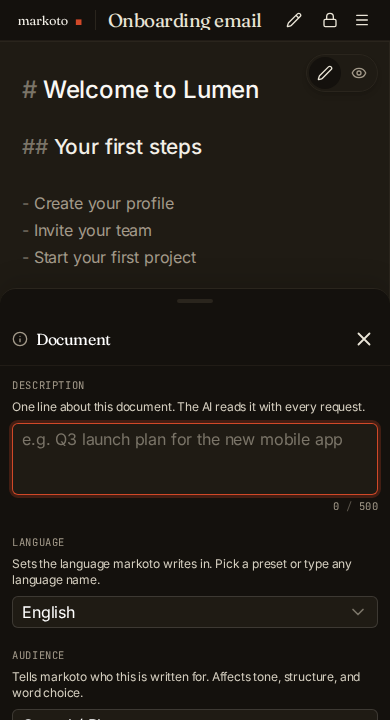 markoto
Onboarding email
# Welcome to Lumen
## Your first steps
- Create your profile
- Invite your team
- Start your first project
Document
DESCRIPTION
One line about this document. The AI reads it with every request.
e.g. Q3 launch plan for the new mobile app
0 / 500
LANGUAGE
Sets the language markoto writes in. Pick a preset or type any
language name.
English
AUDIENCE
Tells markoto who this is written for. Affects tone, structure, and
word choice.